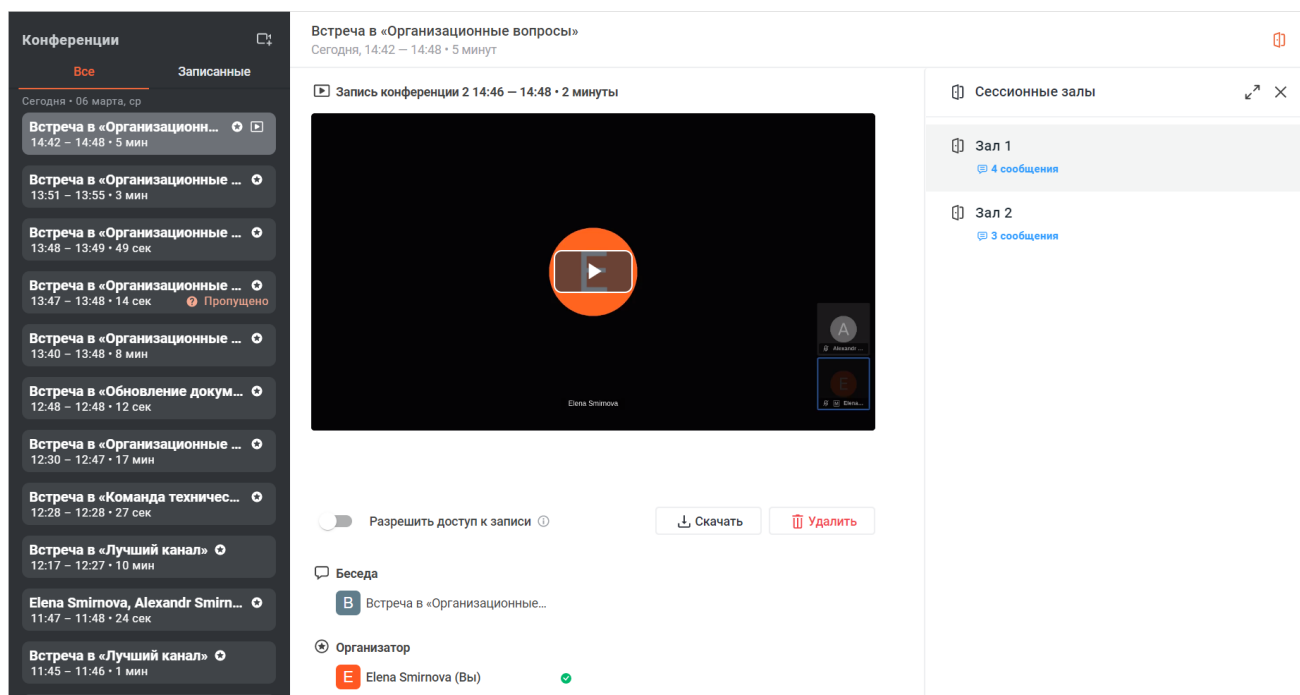 Конференции
Все Записанные
Сегодня • 06 марта, ср
Встреча в «Организационн...
14:42 – 14:48 • 5 мин
Встреча в «Организационные ...
13:51 – 13:55 • 3 мин
Встреча в «Организационные ...
13:48 – 13:49 • 49 сек
Встреча в «Организационные ...
13:47 – 13:48 • 14 сек Пропущено
Встреча в «Организационные ...
13:40 – 13:48 • 8 мин
Встреча в «Обновление докум...
12:48 – 12:48 • 12 сек
Встреча в «Организационные ...
12:30 – 12:47 • 17 мин
Встреча в «Команда техничес...
12:28 – 12:28 • 27 сек
Встреча в «Лучший канал»
12:17 – 12:27 • 10 мин
Elena Smirnova, Alexandr Smirn...
11:47 – 11:48 • 24 сек
Встреча в «Лучший канал»
11:45 – 11:46 • 1 мин
Встреча в «Организационные вопросы»
Сегодня, 14:42 — 14:48 • 5 минут
Запись конференции 2 14:46 — 14:48 • 2 минуты
E
A
Alexandr ...
E
Elena...
Elena Smirnova
Разрешить доступ к записи
Скачать
Удалить
Беседа
В Встреча в «Организационные...
Организатор
E Elena Smirnova (Вы)
Сессионные залы
Зал 1
4 сообщения
Зал 2
3 сообщения